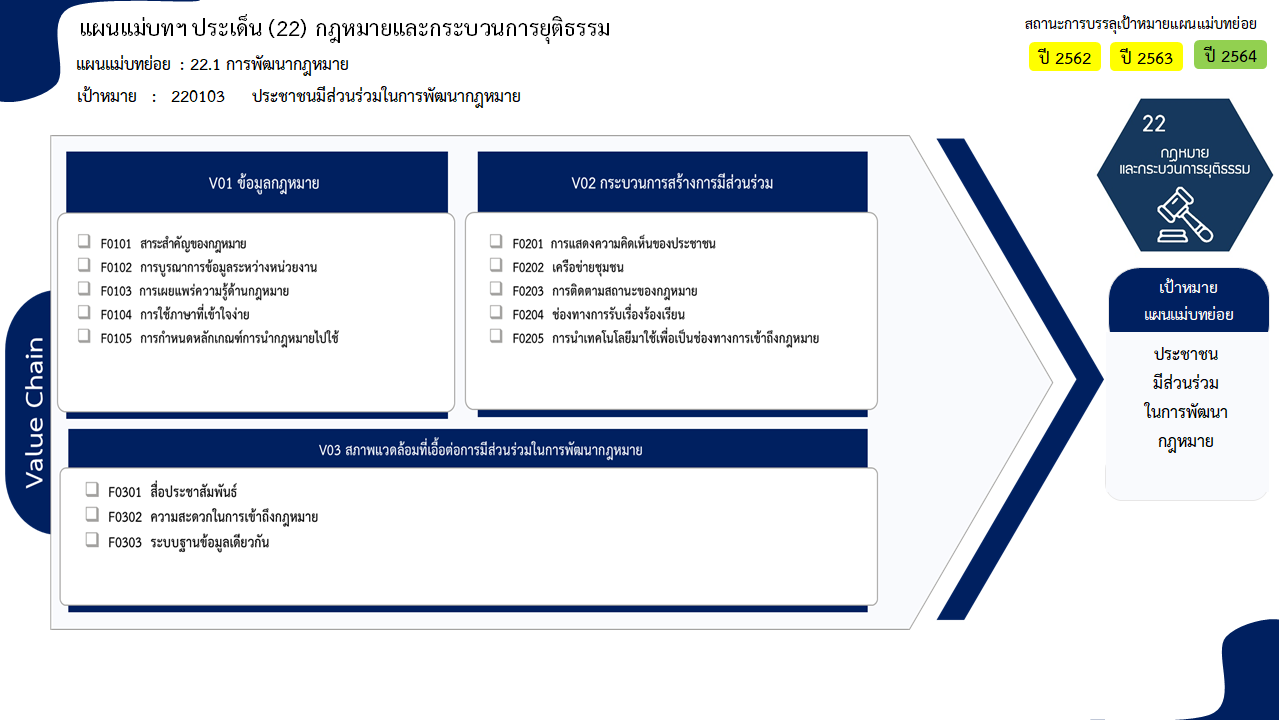 แผนแม่บทฯ ประเด็น (22) กฎหมายและกระบวนการยุติธรรม
แผนแม่บทย่อย : 22.1 การพัฒนากฎหมาย
เป้าหมาย : 220103 ประชาชนมีส่วนร่วมในการพัฒนากฎหมาย
สถานะการบรรลุเป้าหมายแผนแม่บทย่อย
ปี 2562 ปี 2563 ปี 2564
22
กฎหมาย
และกระบวนการยุติธรรม
Value Chain
V01 ข้อมูลกฎหมาย
F0101 สาระสำคัญของกฎหมาย
F0102 การบูรณาการข้อมูลระหว่างหน่วยงาน
F0103 การเผยแพร่ความรู้ด้านกฎหมาย
F0104 การใช้ภาษาที่เข้าใจง่าย
F0105 การกำหนดหลักเกณฑ์การนำกฎหมายไปใช้
V02 กระบวนการสร้างการมีส่วนร่วม
F0201 การแสดงความคิดเห็นของประชาชน
F0202 เครือข่ายชุมชน
F0203 การติดตามสถานะของกฎหมาย
F0204 ช่องทางการรับเรื่องร้องเรียน
F0205 การนำเทคโนโลยีมาใช้เพื่อเป็นช่องทางการเข้าถึงกฎหมาย
V03 สภาพแวดล้อมที่เอื้อต่อการมีส่วนร่วมในการพัฒนากฎหมาย
F0301 สื่อประชาสัมพันธ์
F0302 ความสะดวกในการเข้าถึงกฎหมาย
F0303 ระบบฐานข้อมูลเดียวกัน
เป้าหมาย
แผนแม่บทย่อย
ประชาชน
มีส่วนร่วม
ในการพัฒนา
กฎหมาย